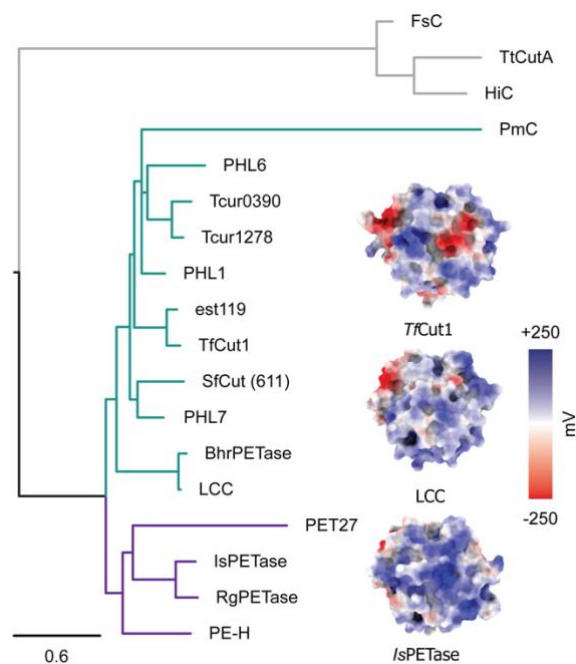 FsC
TtCutA
HiC
PmC
PHL6
Tcur0390
Tcur1278
PHL1
est119
TfCut1
SfCut (611)
PHL7
BhrPETase
LCC
PET27
IsPETase
RgPETase
PE-H
0.6
TfCut1
LCC
IsPETase
+250
mV
-250